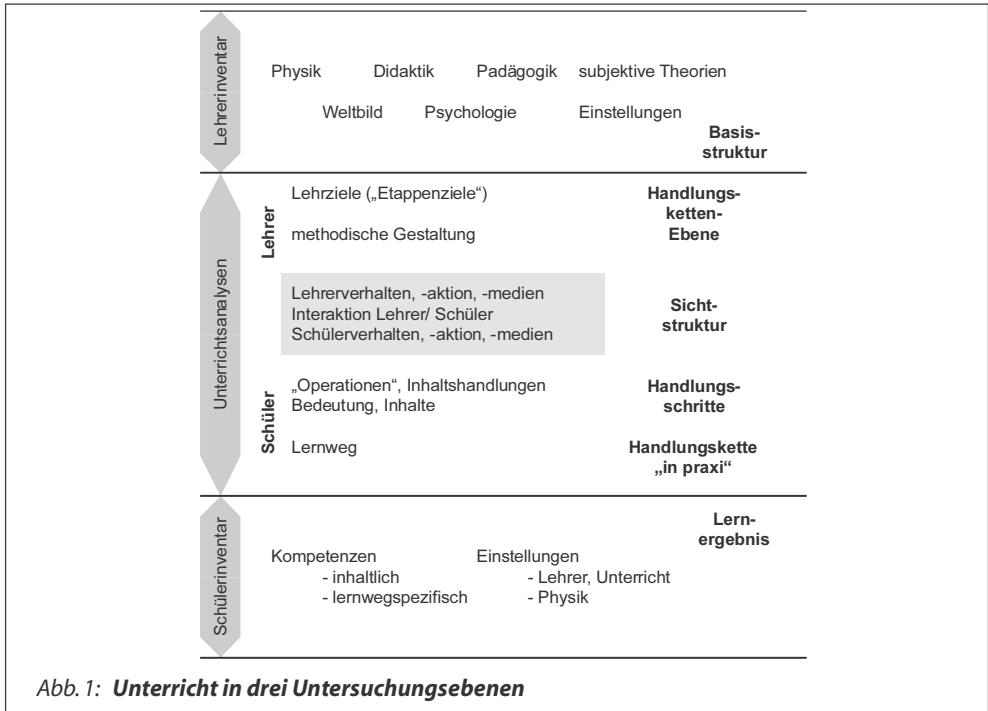 Lehrerinventar
Physik Didaktik Pädagogik subjektive Theorien
Weltbild Psychologie Einstellungen
Basis-
struktur
Unterrichtsanalysen
Lehrer
Lehrziele („Etappenziele“)
methodische Gestaltung
Handlungs-
ketten-
Ebene
Lehrerverhalten, -aktion, -medien
Interaktion Lehrer/ Schüler
Schülerverhalten, -aktion, -medien
Sicht-
struktur
Schüler
„Operationen“, Inhaltshandlungen
Bedeutung, Inhalte
Handlungs-
schritte
Lernweg
Handlungskette
„in praxi“
Schülerinventar
Lern-
ergebnis
Kompetenzen
- inhaltlich
- lernwegspezifisch
Einstellungen
- Lehrer, Unterricht
- Physik
Abb. 1: Unterricht in drei Untersuchungsebenen